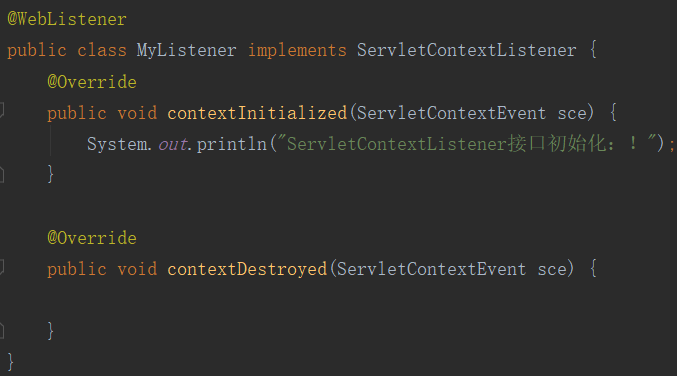 @WebListener
public class MyListener implements ServletContextListener {
@Override
public void contextInitialized(ServletContextEvent sce) {
System.out.println("ServletContextListener接口初始化：！");
}
@Override
public void contextDestroyed(ServletContextEvent sce) {
}
}